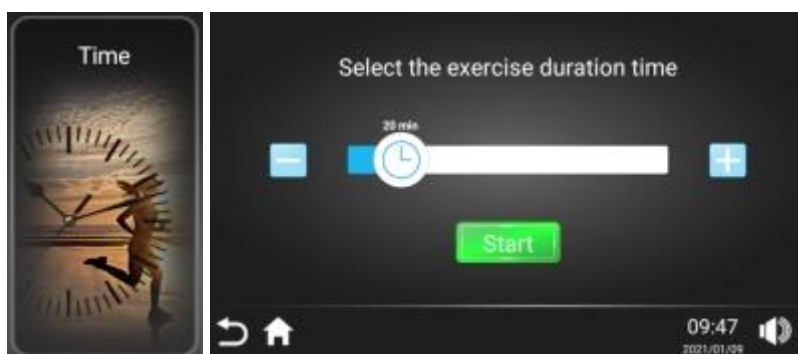 Time
Select the exercise duration time
20 min
Start
09:47
2021/01/09